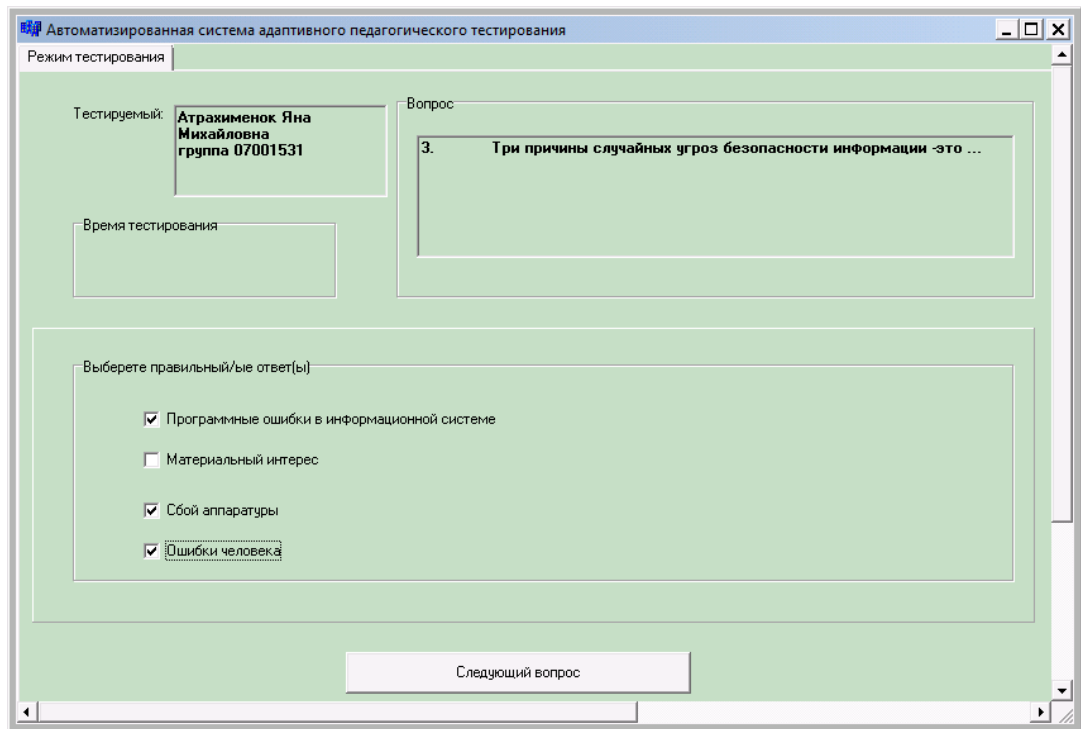 Автоматизированная система адаптивного педагогического тестирования
Режим тестирования
Тестируемый:
Атрахименок Яна
Михайловна
группа 07001531
Вопрос
3. Три причины случайных угроз безопасности информации -это ...
Время тестирования
Выберете правильный/ые ответ(ы)
Программные ошибки в информационной системе
Материальный интерес
Сбой аппаратуры
Ошибки человека
Следующий вопрос